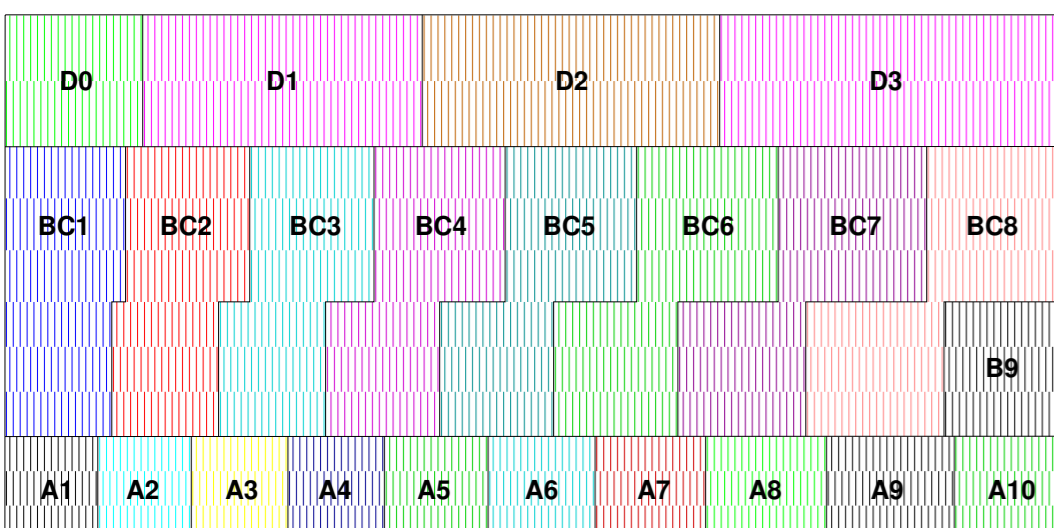 D0 D1 D2 D3
BC1 BC2 BC3 BC4 BC5 BC6 BC7 BC8
B9
A1 A2 A3 A4 A5 A6 A7 A8 A9 A10